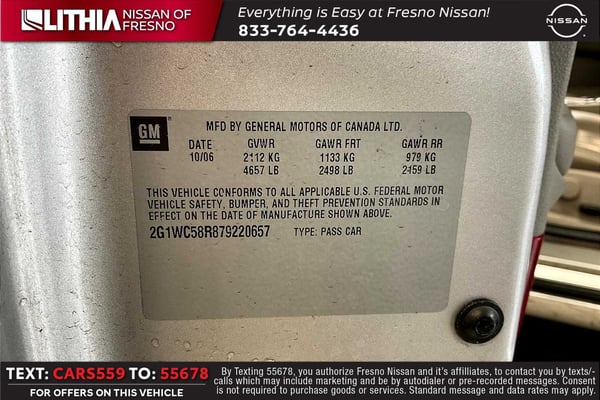 LITHIA NISSAN OF FRESNO
Everything is Easy at Fresno Nissan!
833-764-4436
NISSAN
GM
MFD BY GENERAL MOTORS OF CANADA LTD.
DATE GVWR GAWR FRT GAWR RR
10/06 2112 KG 1133 KG 979 KG
4657 LB 2498 LB 2159 LB
THIS VEHICLE CONFORMS TO ALL APPLICABLE U.S. FEDERAL MOTOR
VEHICLE SAFETY, BUMPER, AND THEFT PREVENTION STANDARDS IN
EFFECT ON THE DATE OF MANUFACTURE SHOWN ABOVE.
2G1WC58R879220657 TYPE: PASS CAR
TEXT: CARS559 TO: 55678
FOR OFFERS ON THIS VEHICLE
By Texting 55678, you authorize Fresno Nissan and it's affiliates, to contact you by texts/-
calls which may include marketing and be by autodialer or pre-recorded messages. Consent
is not required to purchase goods or services. Standard message and data rates may apply.